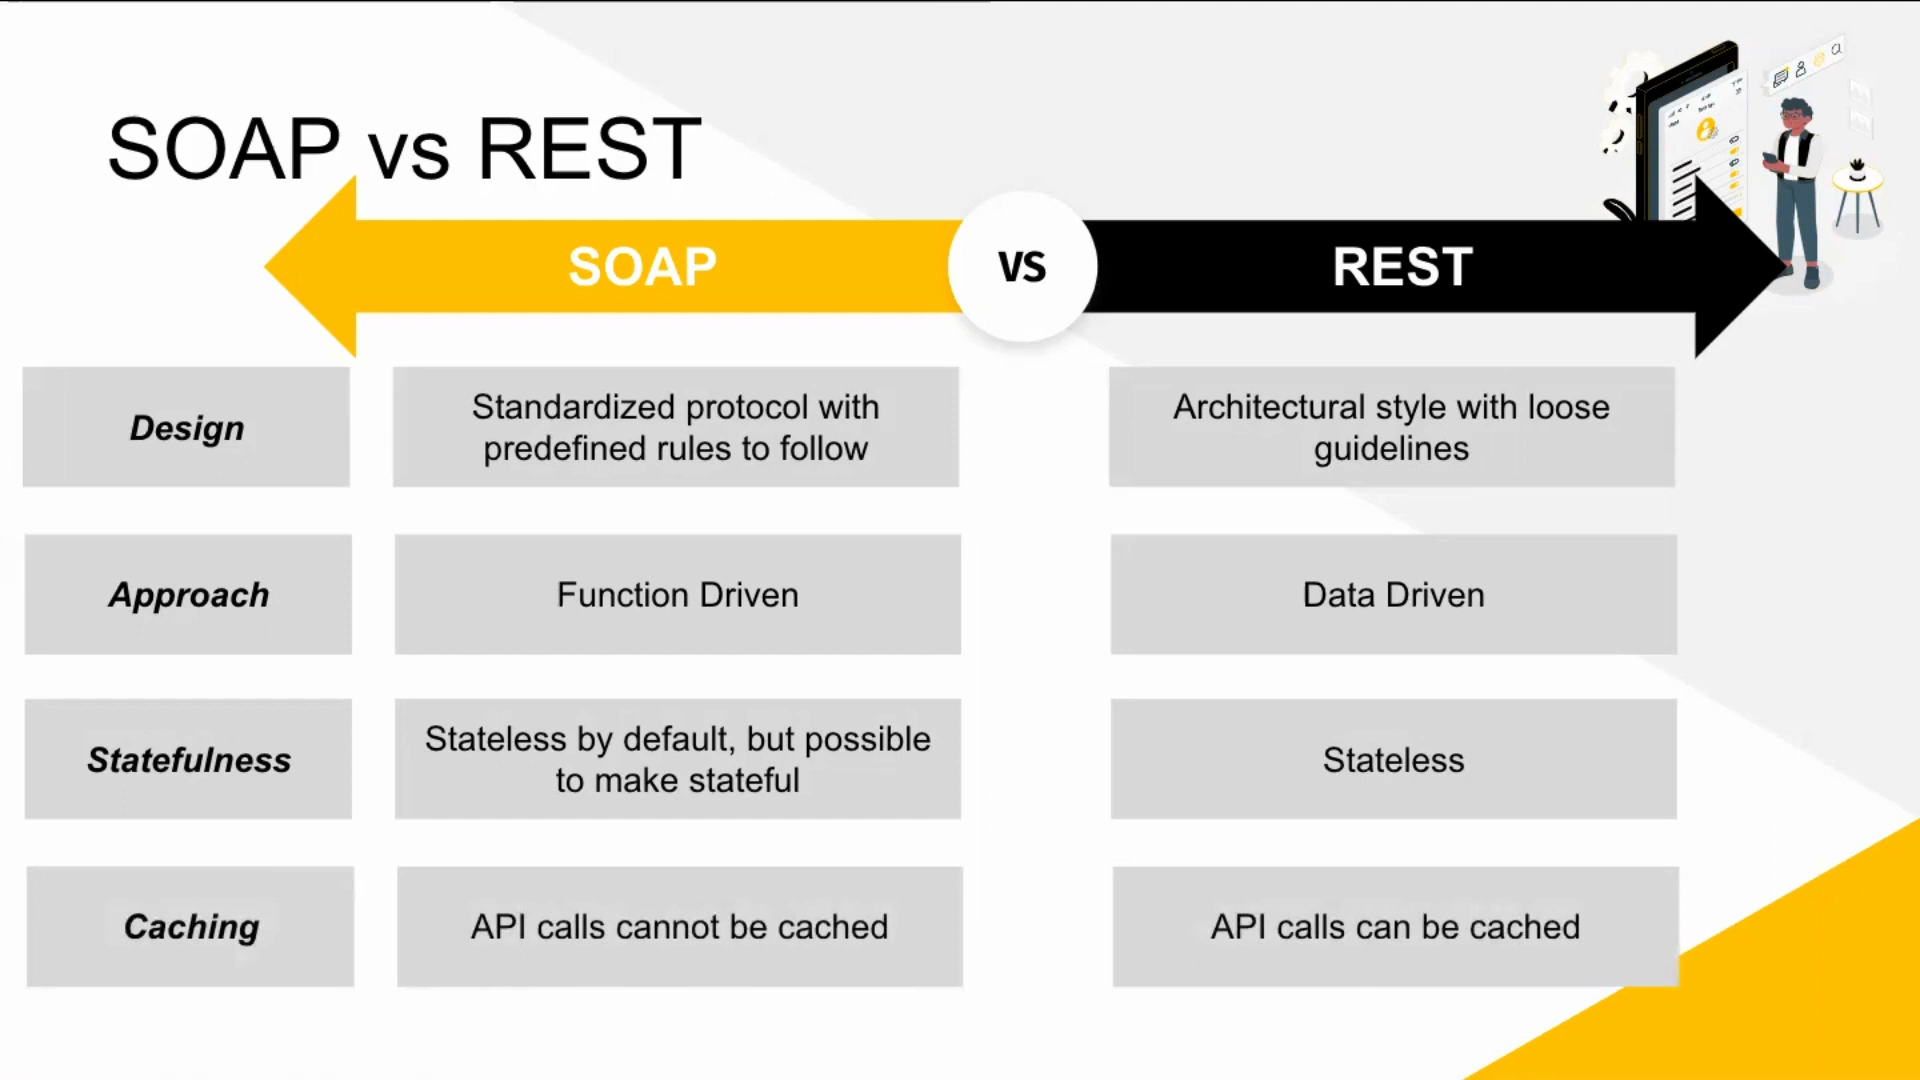 SOAP vs REST
SOAP
VS
REST
Design
Standardized protocol with
predefined rules to follow
Architectural style with loose
guidelines
Approach
Function Driven
Data Driven
Statefulness
Stateless by default, but possible
to make stateful
Stateless
Caching
API calls cannot be cached
API calls can be cached